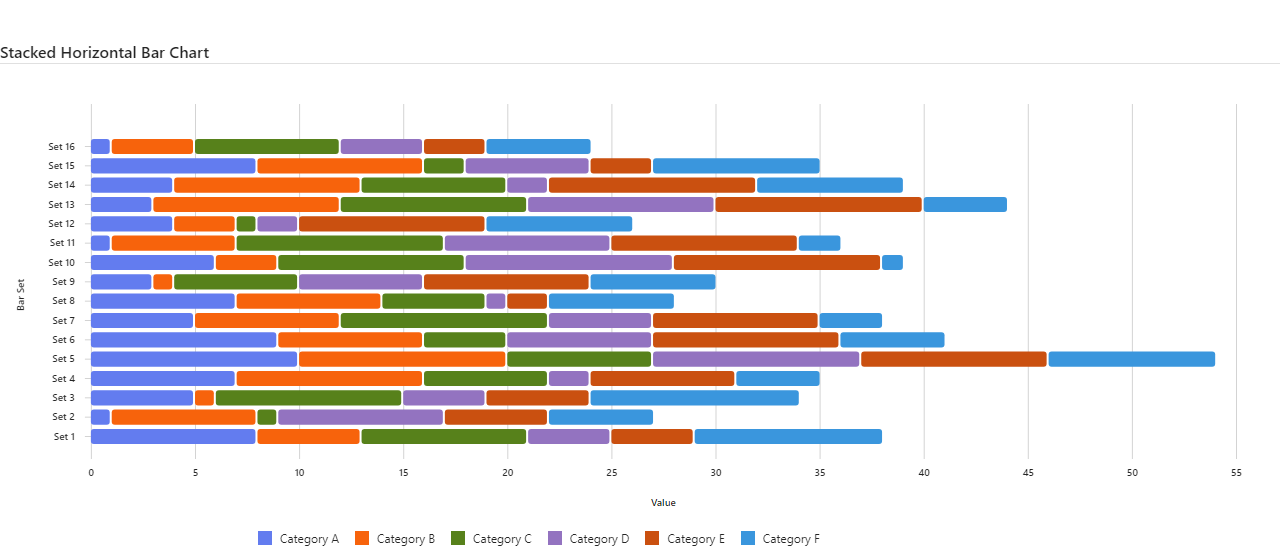 Stacked Horizontal Bar Chart
Set 16
Set 15
Set 14
Set 13
Set 12
Set 11
Set 10
Set 9
Set 8
Set 7
Set 6
Set 5
Set 4
Set 3
Set 2
Set 1
Bar Set
0 5 10 15 20 25 30 35 40 45 50 55
Value
Category A Category B Category C Category D Category E Category F